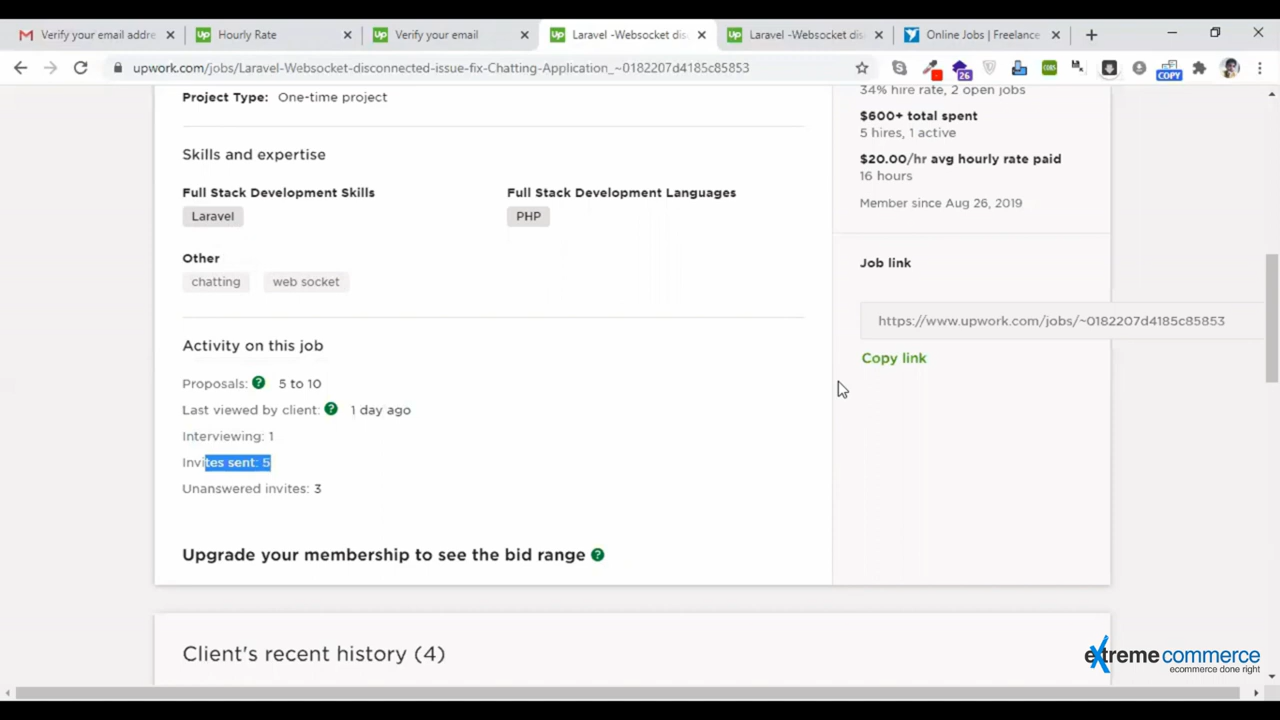 Verify your email addre
Hourly Rate
Verify your email
Laravel -Websocket dis
Laravel -Websocket dis
Online Jobs | Freelance
upwork.com/jobs/Laravel-Websocket-disconnected-issue-fix-Chatting-Application_~0182207d4185c85853
26
COBS
COPY
Project Type: One-time project
Skills and expertise
Full Stack Development Skills
Laravel
Full Stack Development Languages
PHP
Other
chatting
web socket
Activity on this job
Proposals: ? 5 to 10
Last viewed by client: ? 1 day ago
Interviewing: 1
Invites sent: 5
Unanswered invites: 3
Upgrade your membership to see the bid range ?
Client's recent history (4)
34% hire rate, 2 open jobs
$600+ total spent
5 hires, 1 active
$20.00/hr avg hourly rate paid
16 hours
Member since Aug 26, 2019
Job link
https://www.upwork.com/jobs/~0182207d4185c85853
Copy link
extreme commerce
ecommerce done right